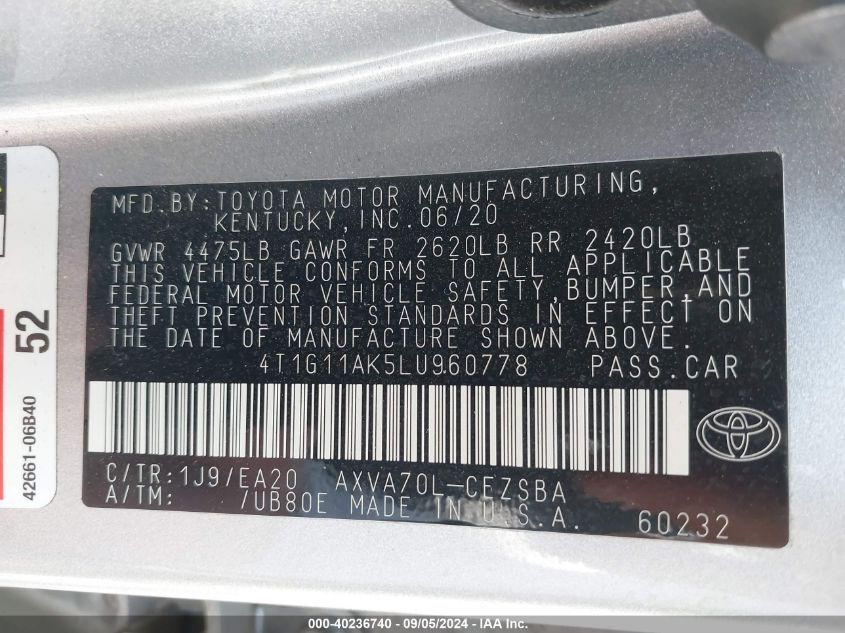 MFD.BY:TOYOTA MOTOR MANUFACTURING,
KENTUCKY,INC.06/20
GVWR 4475LB GAWR FR 2620LB RR 2420LB
THIS VEHICLE CONFORMS TO ALL APPLICABLE
FEDERAL MOTOR VEHICLE SAFETY,BUMPER,AND
THEFT PREVENTION STANDARDS IN EFFECT ON
THE DATE OF MANUFACTURE SHOWN ABOVE.
4T1G11AK5LU960778 PASS.CAR
C/TR:1J9/EA20 AXVA70L-CEZSBA
A/TM: /UB80E MADE IN U.S.A. 60232
52
42661-06B40
000-40236740 - 09/05/2024 - IAA Inc.